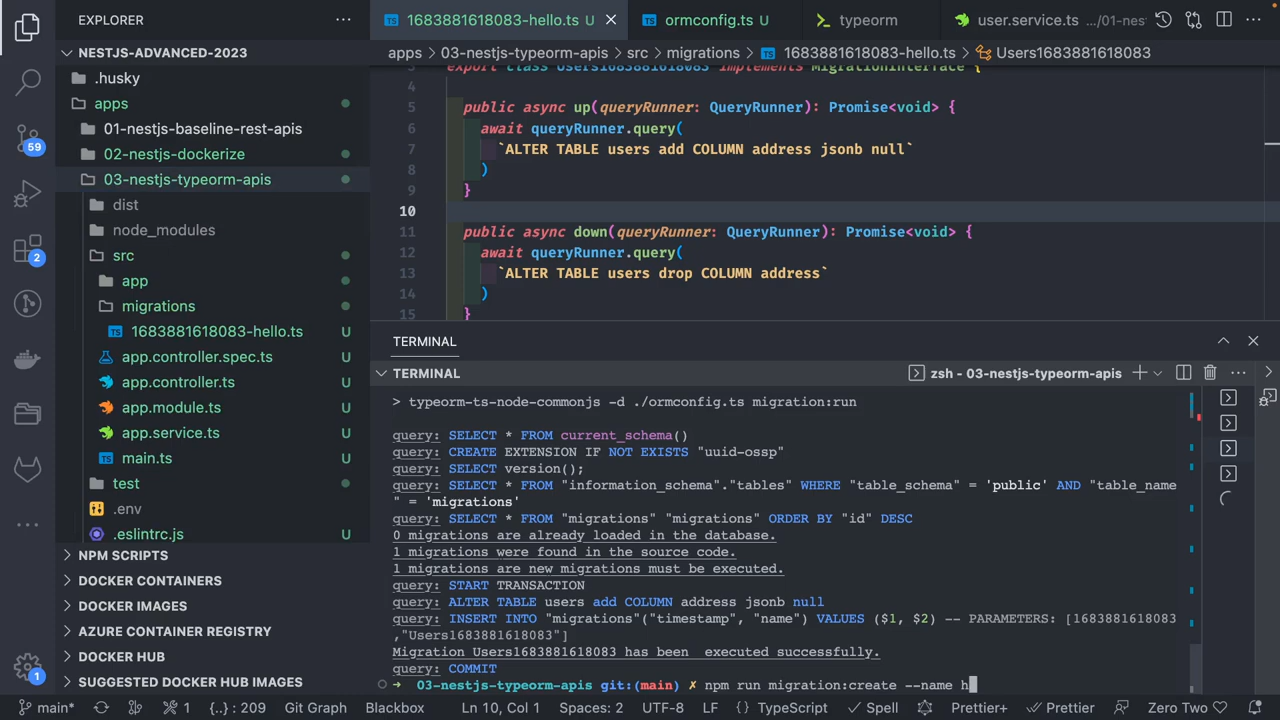 EXPLORER
NESTJS-ADVANCED-2023
.husky
apps
01-nestjs-baseline-rest-apis
02-nestjs-dockerize
03-nestjs-typeorm-apis
dist
node_modules
src
app
migrations
TS 1683881618083-hello.ts U
app.controller.spec.ts U
app.controller.ts U
app.module.ts U
app.service.ts U
TS main.ts U
test
.env
.eslintrc.js U
NPM SCRIPTS
DOCKER CONTAINERS
DOCKER IMAGES
AZURE CONTAINER REGISTRY
DOCKER HUB
SUGGESTED DOCKER HUB IMAGES
59
2
1
TS 1683881618083-hello.ts U
TS ormconfig.ts U
typeorm
user.service.ts .../01-nes
apps > 03-nestjs-typeorm-apis > src > migrations > TS 1683881618083-hello.ts > Users1683881618083
3 export class Users1683881618083 implements MigrationInterface {
4
5 public async up(queryRunner: QueryRunner): Promise<void> {
6 await queryRunner.query(
7 `ALTER TABLE users add COLUMN address jsonb null`
8 )
9 }
10
11 public async down(queryRunner: QueryRunner): Promise<void> {
12 await queryRunner.query(
13 `ALTER TABLE users drop COLUMN address`
14 )
15 }
TERMINAL
TERMINAL
zsh - 03-nestjs-typeorm-apis
> typeorm-ts-node-commonjs -d ./ormconfig.ts migration:run
query: SELECT * FROM current_schema()
query: CREATE EXTENSION IF NOT EXISTS "uuid-ossp"
query: SELECT version();
query: SELECT * FROM "information_schema"."tables" WHERE "table_schema" = 'public' AND "table_name
" = 'migrations'
query: SELECT * FROM "migrations" "migrations" ORDER BY "id" DESC
0 migrations are already loaded in the database.
1 migrations were found in the source code.
1 migrations are new migrations must be executed.
query: START TRANSACTION
query: ALTER TABLE users add COLUMN address jsonb null
query: INSERT INTO "migrations"("timestamp", "name") VALUES ($1, $2) -- PARAMETERS: [1683881618083
,"Users1683881618083"]
Migration Users1683881618083 has been  executed successfully.
query: COMMIT
➜ 03-nestjs-typeorm-apis git:(main) ✗ npm run migration:create --name h
main* 1 .: 209 Git Graph Blackbox Ln 10, Col 1 Spaces: 2 UTF-8 LF {} TypeScript Spell Prettier+ Prettier Zero Two